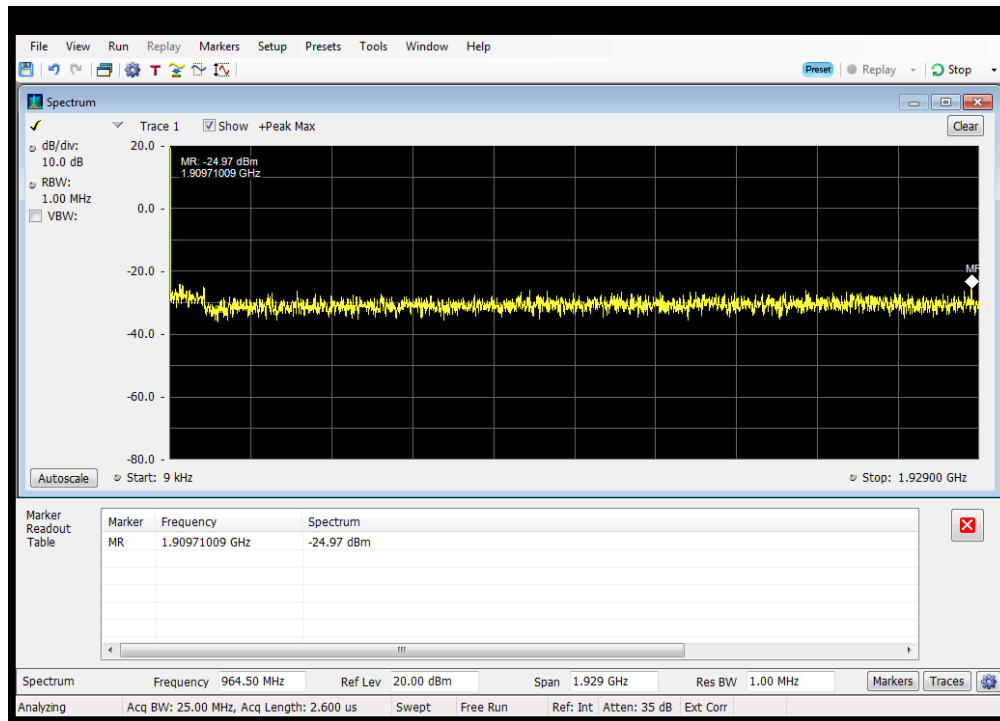 File View Run Replay Markers Setup Presets Tools Window Help
T Preset Replay Stop
Spectrum
Trace 1 Show +Peak Max Clear
dB/div:
10.0 dB
RBW:
1.00 MHz
VBW:
20.0
0.0
-20.0
-40.0
-60.0
-80.0
MR: -24.97 dBm
1.90971009 GHz
MR
Autoscale Start: 9 kHz Stop: 1.92900 GHz
Marker
Readout
Table
Marker Frequency Spectrum
MR 1.90971009 GHz -24.97 dBm
Spectrum Frequency 964.50 MHz Ref Lev 20.00 dBm Span 1.929 GHz Res BW 1.00 MHz Markers Traces
Analyzing Acq BW: 25.00 MHz, Acq Length: 2.600 us Swept Free Run Ref: Int Atten: 35 dB Ext Corr